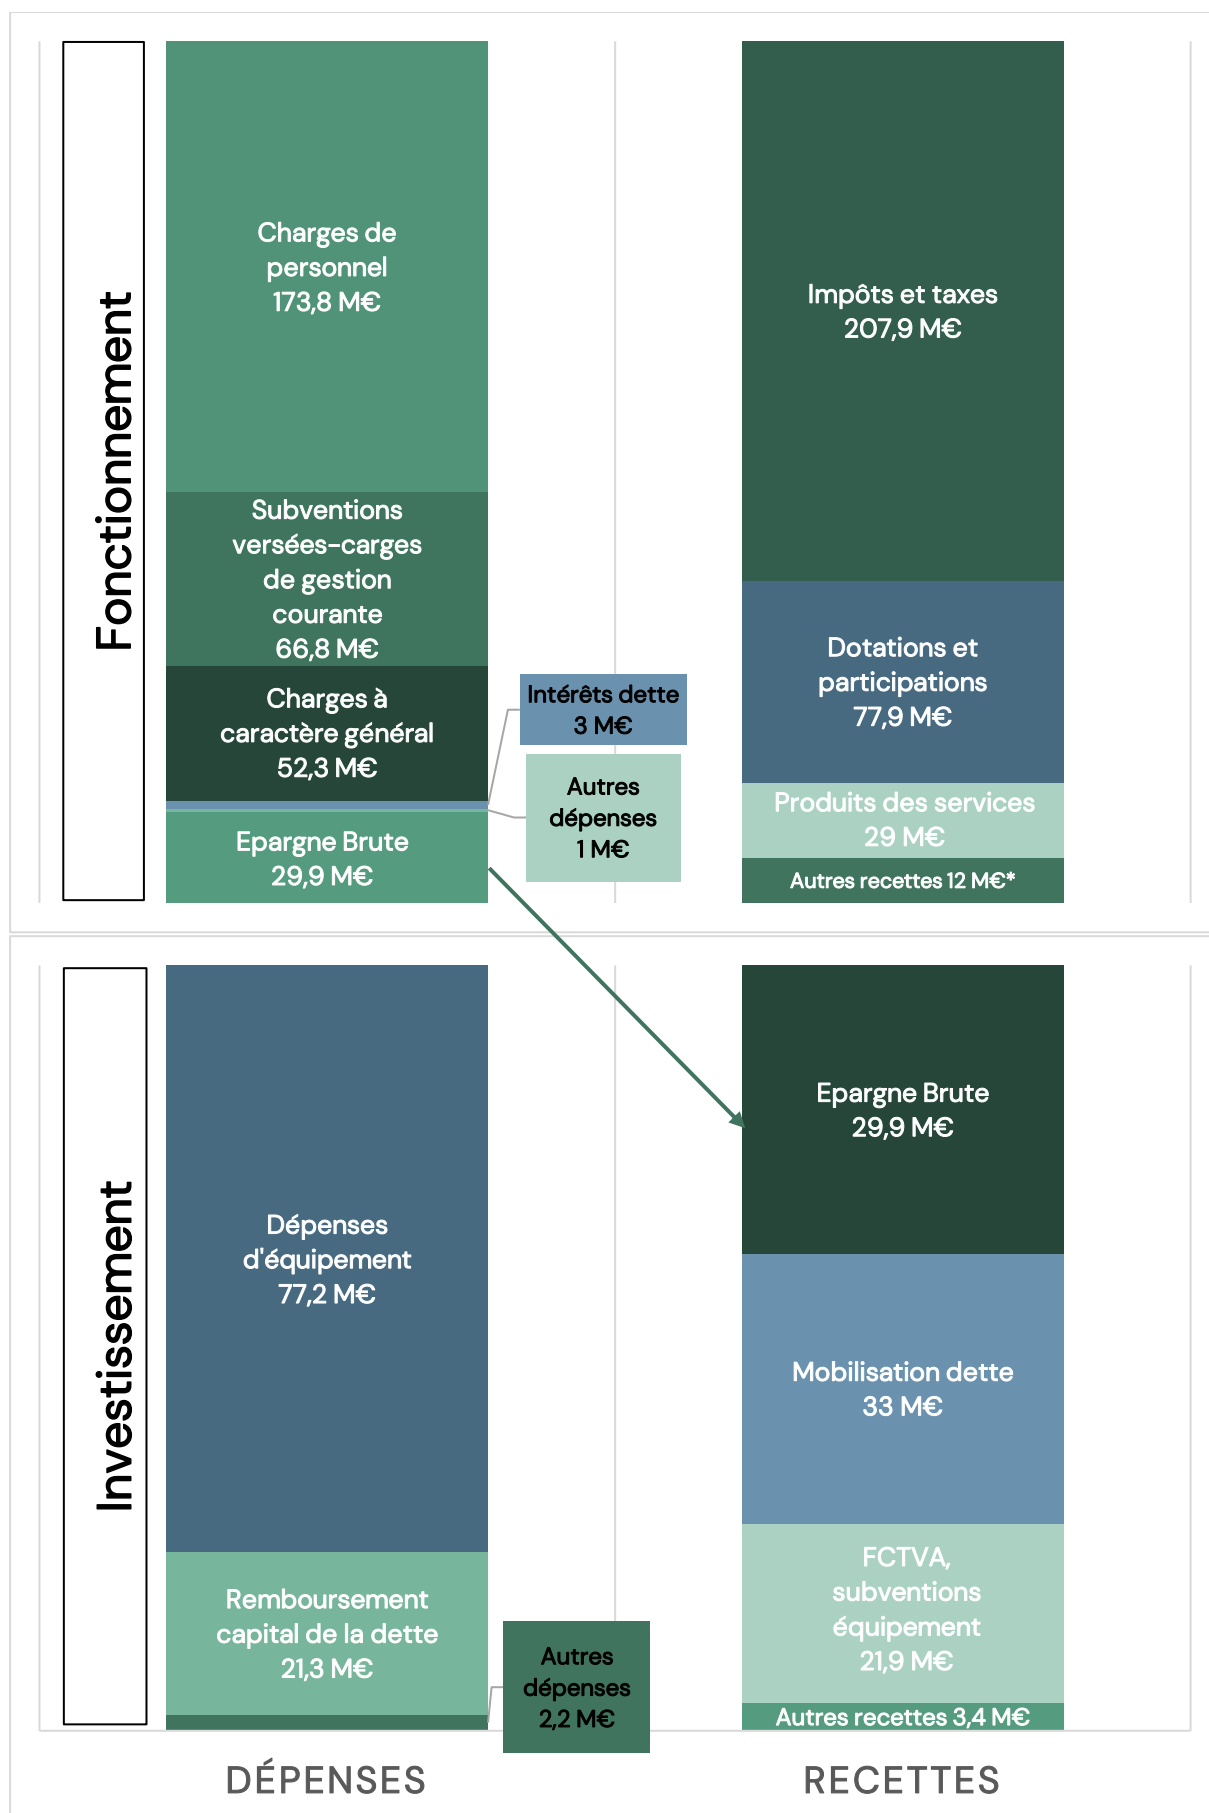 Fonctionnement
Charges de
personnel
173,8 M€
Subventions
versées-carges
de gestion
courante
66,8 M€
Charges à
caractère général
52,3 M€
Intérêts dette
3 M€
Autres
dépenses
1 M€
Epargne Brute
29,9 M€
Impôts et taxes
207,9 M€
Dotations et
participations
77,9 M€
Produits des services
29 M€
Autres recettes 12 M€*
Investissement
Dépenses
d'équipement
77,2 M€
Remboursement
capital de la dette
21,3 M€
Autres
dépenses
2,2 M€
Epargne Brute
29,9 M€
Mobilisation dette
33 M€
FCTVA,
subventions
équipement
21,9 M€
Autres recettes 3,4 M€
DÉPENSES
RECETTES